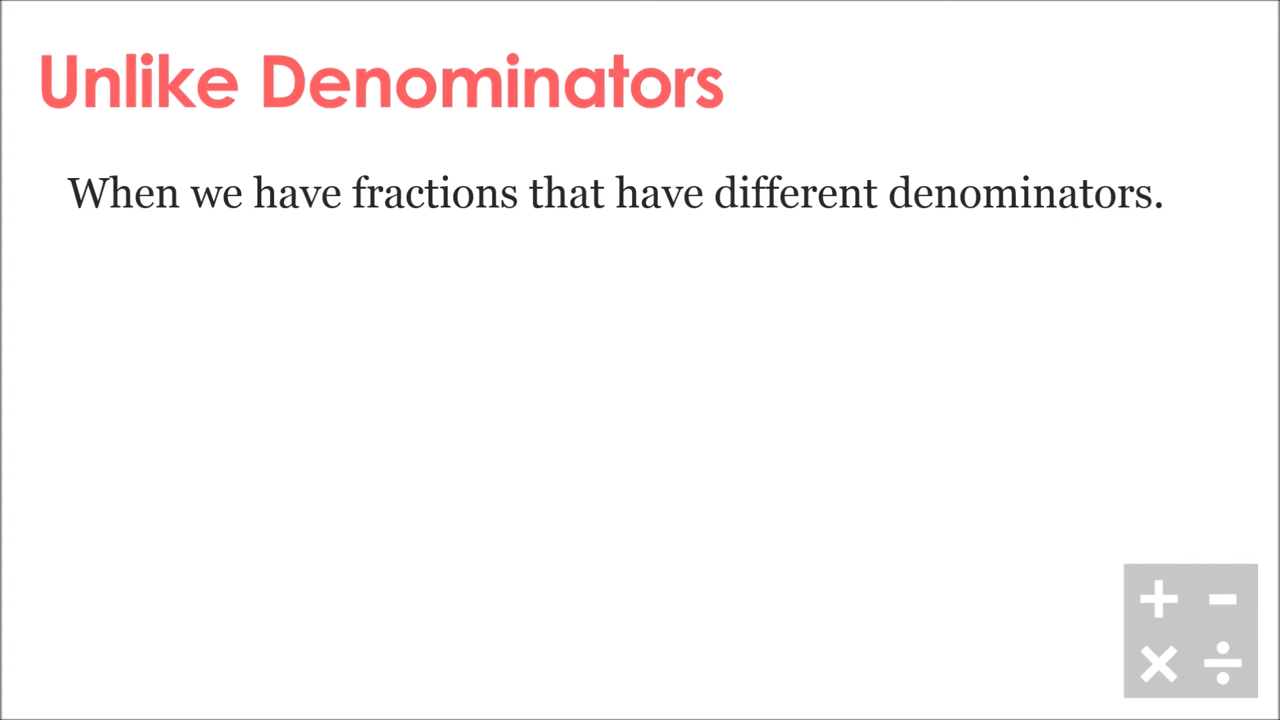 Unlike Denominators
When we have fractions that have different denominators.
+ -
× ÷